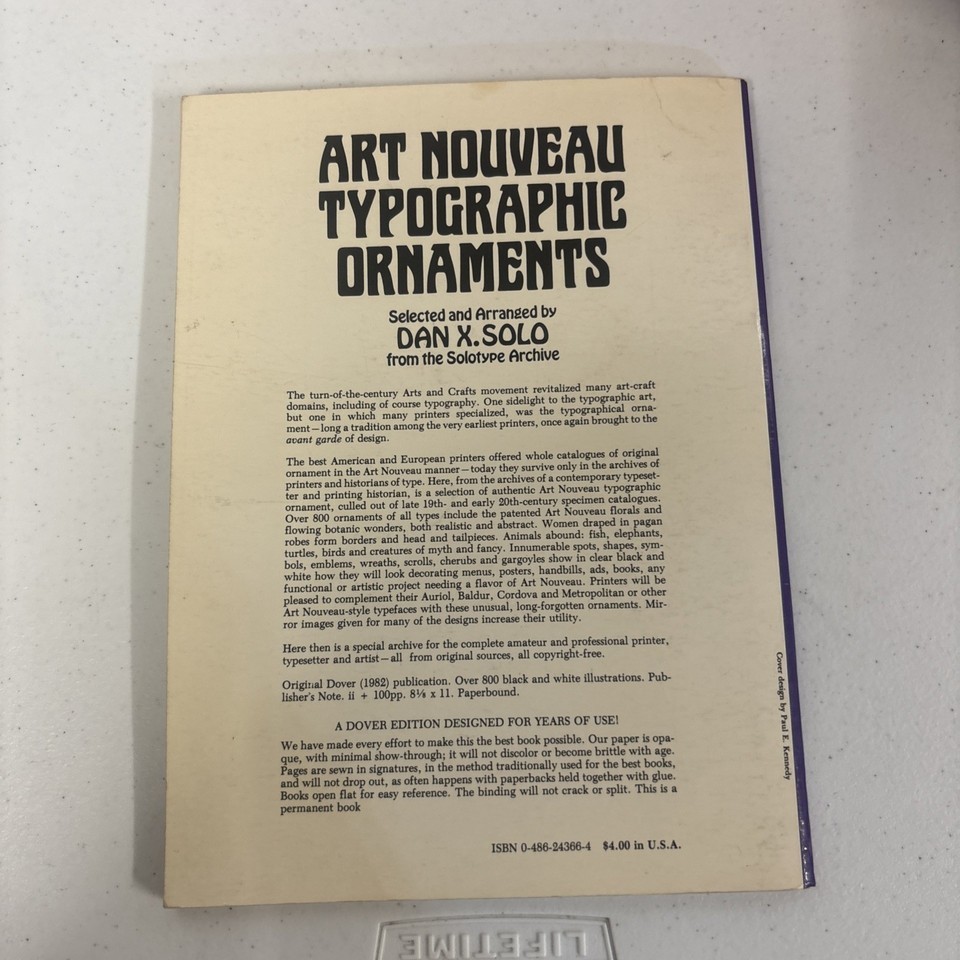 ART NOUVEAU
TYPOGRAPHIC
ORNAMENTS
Selected and Arranged by
DAN X. SOLO
from the Solotype Archive
The turn-of-the-century Arts and Crafts movement revitalized many art-craft
domains, including of course typography. One sidelight to the typographic art,
but one in which many printers specialized, was the typographical orna-
ment—long a tradition among the very earliest printers, once again brought to the
avant garde of design.
The best American and European printers offered whole catalogues of original
ornament in the Art Nouveau manner—today they survive only in the archives of
printers and historians of type. Here, from the archives of a contemporary typeset-
ter and printing historian, is a selection of authentic Art Nouveau typographic
ornament, culled out of late 19th- and early 20th-century specimen catalogues.
Over 800 ornaments of all types include the patented Art Nouveau florals and
flowing botanic wonders, both realistic and abstract. Women draped in pagan
robes form borders and head and tailpieces. Animals abound: fish, elephants,
turtles, birds and creatures of myth and fancy. Innumerable spots, shapes, sym-
bols, emblems, wreaths, scrolls, cherubs and gargoyles show in clear black and
white how they will look decorating menus, posters, handbills, ads, books, any
functional or artistic project needing a flavor of Art Nouveau. Printers will be
pleased to complement their Auriol, Baldur, Cordova and Metropolitan or other
Art Nouveau-style typefaces with these unusual, long-forgotten ornaments. Mir-
ror images given for many of the designs increase their utility.
Here then is a special archive for the complete amateur and professional printer,
typesetter and artist—all from original sources, all copyright-free.
Original Dover (1982) publication. Over 800 black and white illustrations. Pub-
lisher's Note. ii + 100pp. 8⅛ x 11. Paperbound.
A DOVER EDITION DESIGNED FOR YEARS OF USE!
We have made every effort to make this the best book possible. Our paper is opa-
que, with minimal show-through; it will not discolor or become brittle with age.
Pages are sewn in signatures, in the method traditionally used for the best books,
and will not drop out, as often happens with paperbacks held together with glue.
Books open flat for easy reference. The binding will not crack or split. This is a
permanent book
ISBN 0-486-24366-4 $4.00 in U.S.A.
Cover design by Paul E. Kennedy
LIFETIME